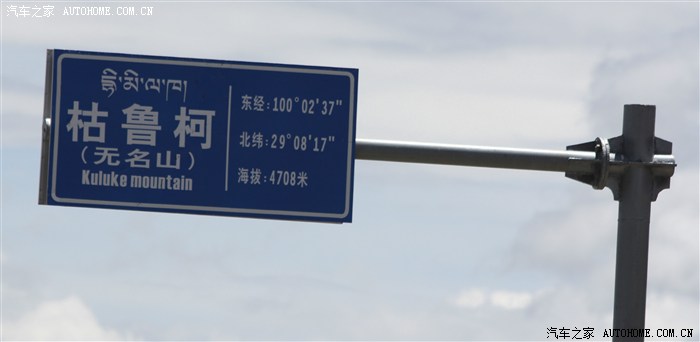 汽车之家 AUTOHOME.COM.CN
枯鲁柯
(无名山)
Kuluke mountain
东经:100°02'37"
北纬:29°08'17"
海拔:4708米
汽车之家 AUTOHOME.COM.CN